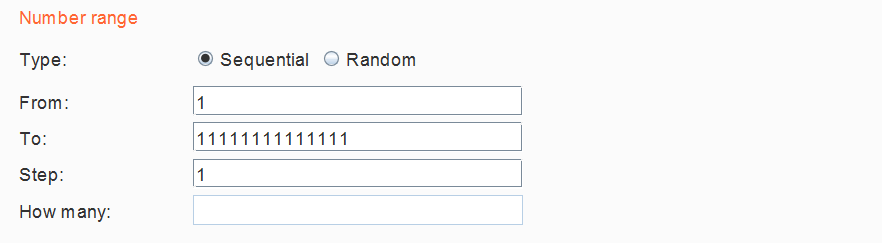 Number range
Type: Sequential Random
From: 1
To: 11111111111111
Step: 1
How many: